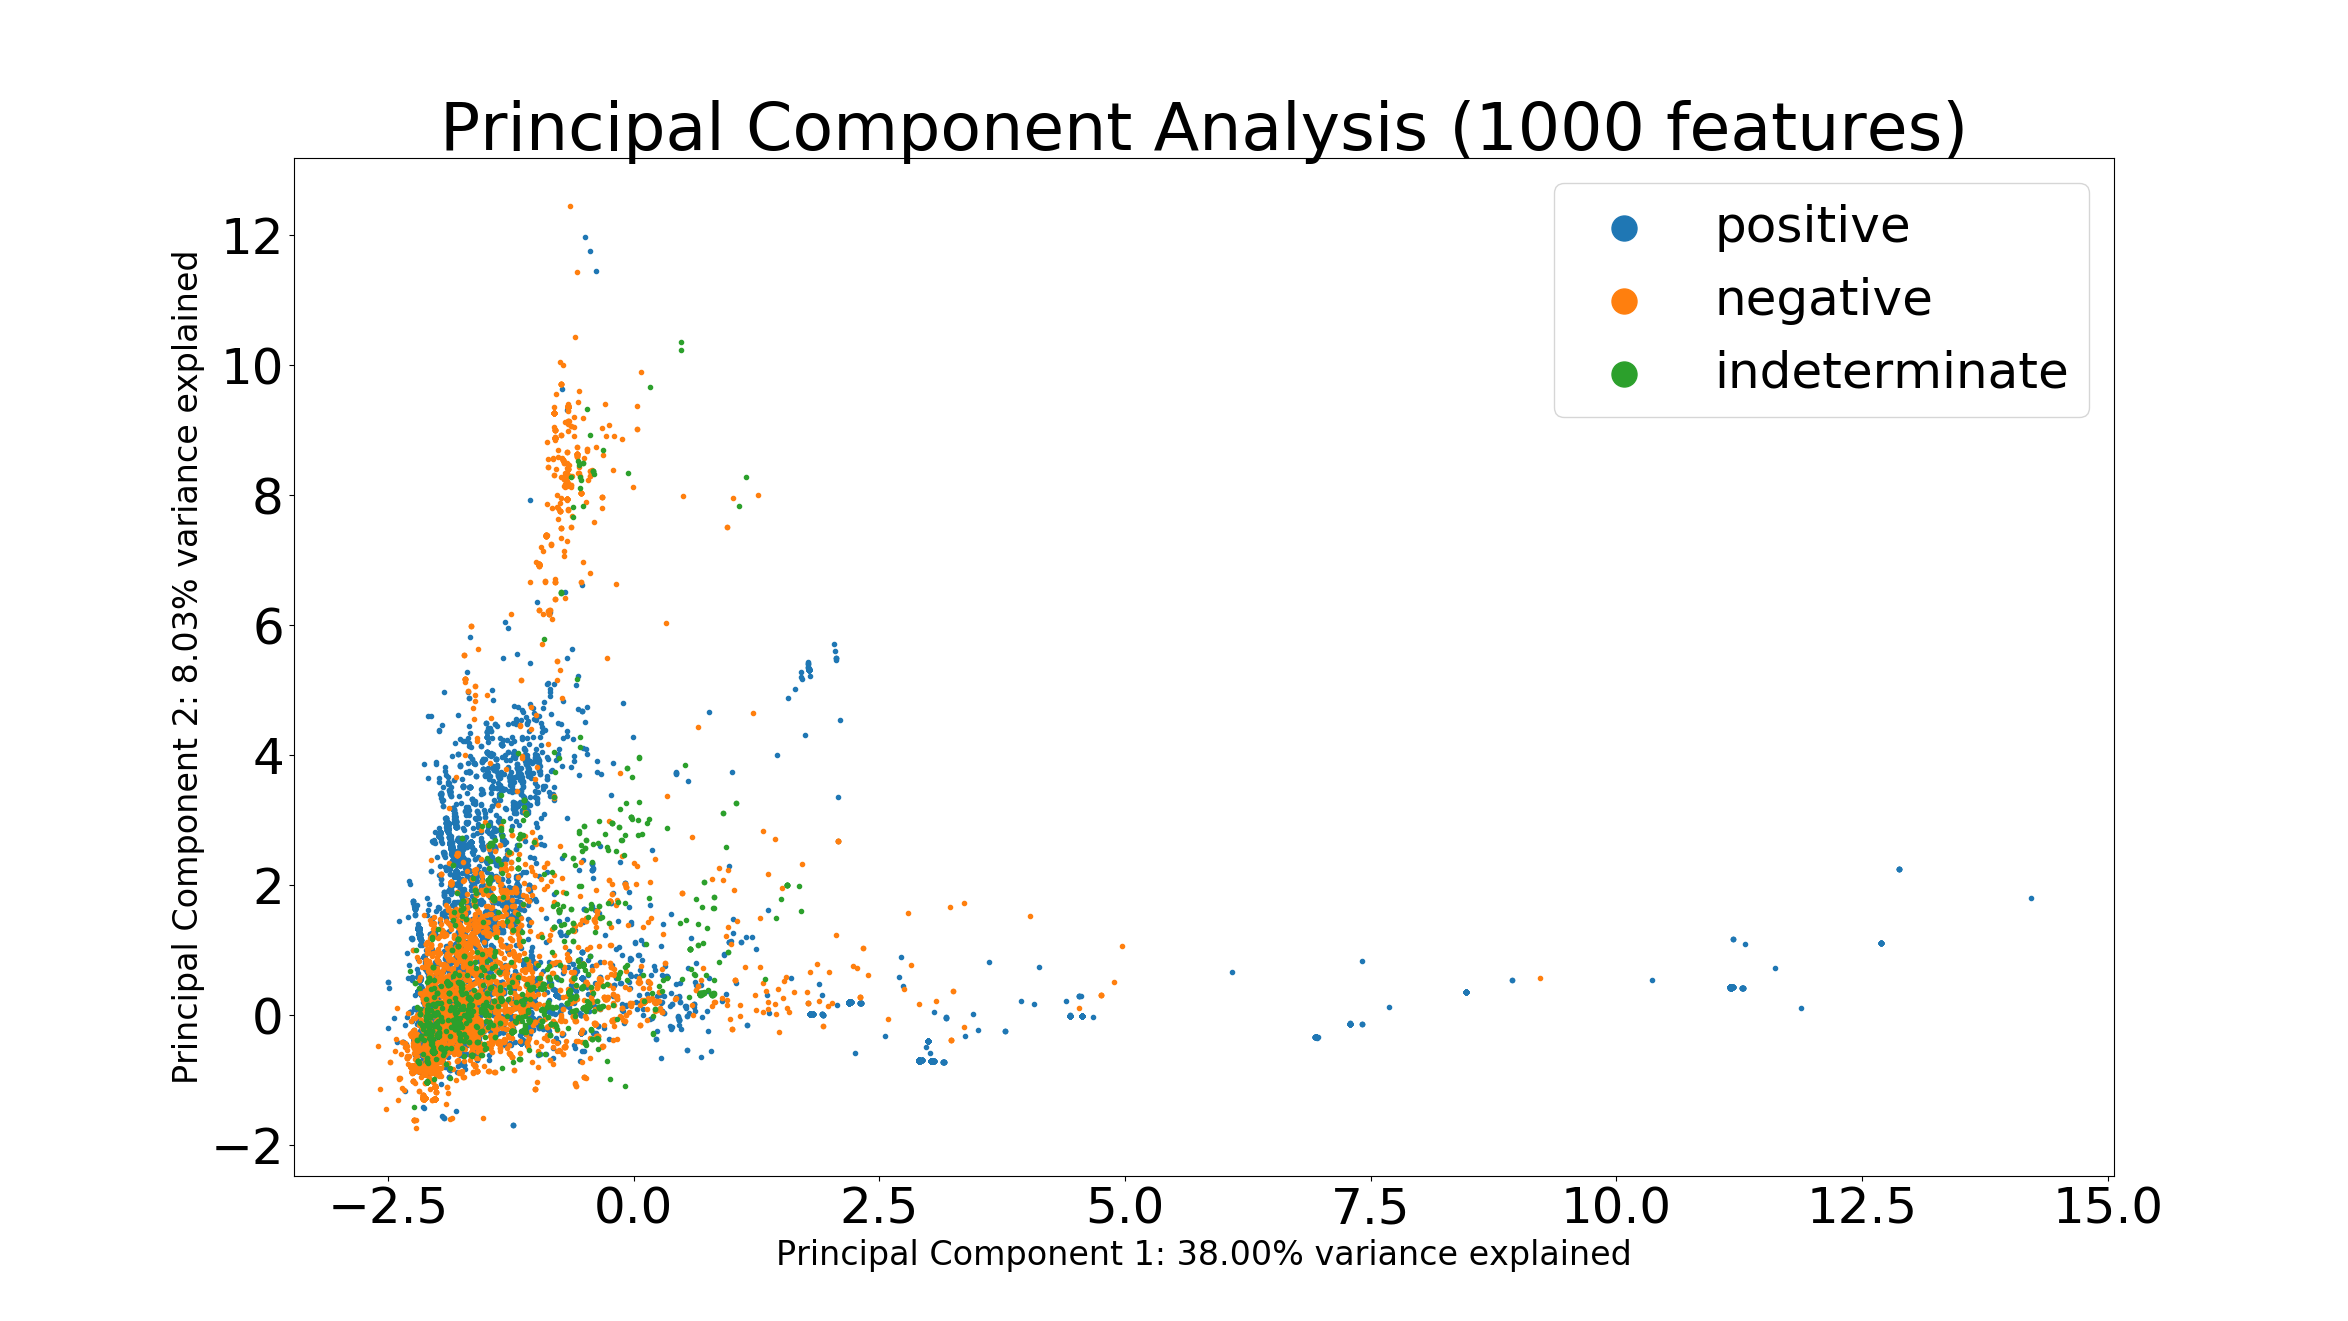 Principal Component Analysis (1000 features)
positive
negative
indeterminate
Principal Component 2: 8.03% variance explained
12
10
8
6
4
2
0
−2
−2.5 0.0 2.5 5.0 7.5 10.0 12.5 15.0
Principal Component 1: 38.00% variance explained